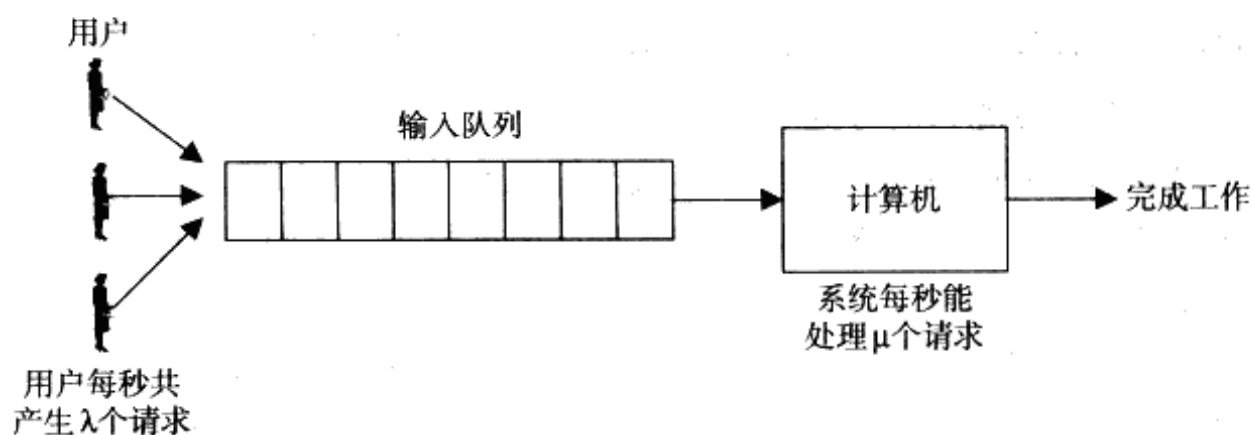 用户
输入队列
计算机
完成工作
系统每秒能
处理μ个请求
用户每秒共
产生λ个请求